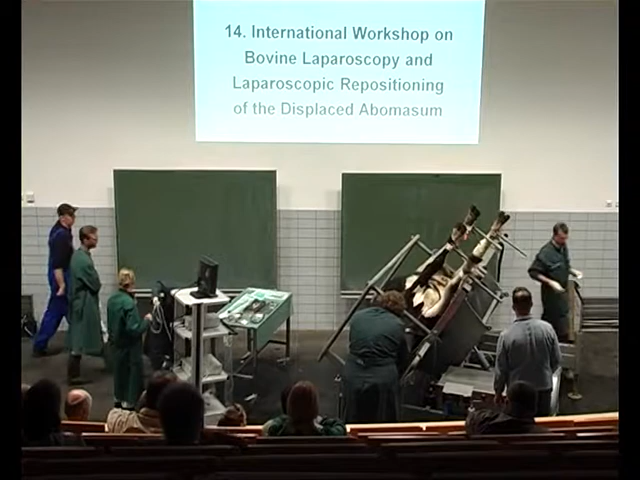 14. International Workshop on
Bovine Laparoscopy and
Laparoscopic Repositioning
of the Displaced Abomasum